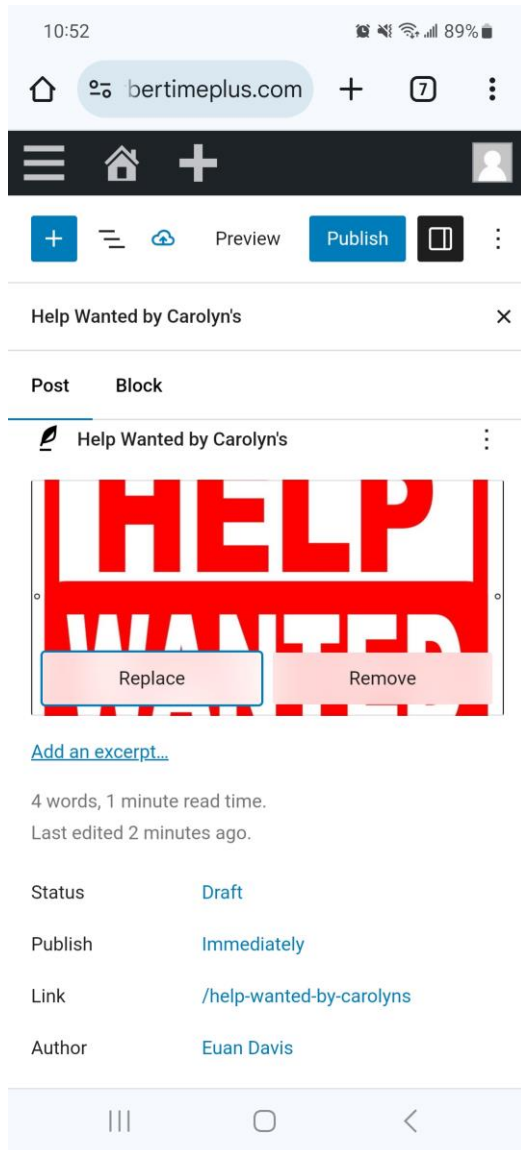 10:52 89%
bertimeplus.com 7
Preview Publish
Help Wanted by Carolyn's
Post Block
Help Wanted by Carolyn's
HELP
WANTED
Replace Remove
Add an excerpt…
4 words, 1 minute read time.
Last edited 2 minutes ago.
Status Draft
Publish Immediately
Link /help-wanted-by-carolyns
Author Euan Davis